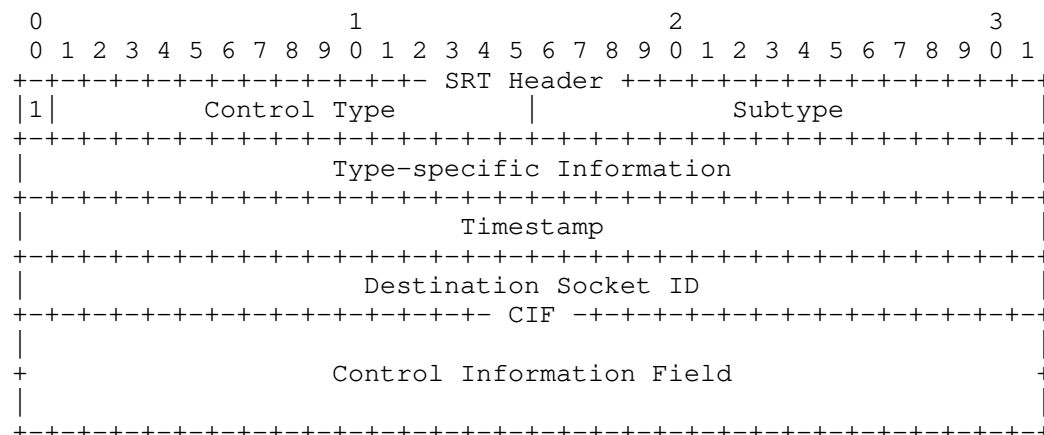 0                   1                   2                   3
 0 1 2 3 4 5 6 7 8 9 0 1 2 3 4 5 6 7 8 9 0 1 2 3 4 5 6 7 8 9 0 1
+-+-+-+-+-+-+-+-+-+-+-+-+- SRT Header +-+-+-+-+-+-+-+-+-+-+-+-+-+
|1|         Control Type        |            Subtype            |
+-+-+-+-+-+-+-+-+-+-+-+-+-+-+-+-+-+-+-+-+-+-+-+-+-+-+-+-+-+-+-+-+
|                   Type-specific Information                   |
+-+-+-+-+-+-+-+-+-+-+-+-+-+-+-+-+-+-+-+-+-+-+-+-+-+-+-+-+-+-+-+-+
|                           Timestamp                           |
+-+-+-+-+-+-+-+-+-+-+-+-+-+-+-+-+-+-+-+-+-+-+-+-+-+-+-+-+-+-+-+-+
|                     Destination Socket ID                     |
+-+-+-+-+-+-+-+-+-+-+-+-+-+-+- CIF -+-+-+-+-+-+-+-+-+-+-+-+-+-+-+
|                                                               |
+                   Control Information Field                   +
|                                                               |
+-+-+-+-+-+-+-+-+-+-+-+-+-+-+-+-+-+-+-+-+-+-+-+-+-+-+-+-+-+-+-+-+